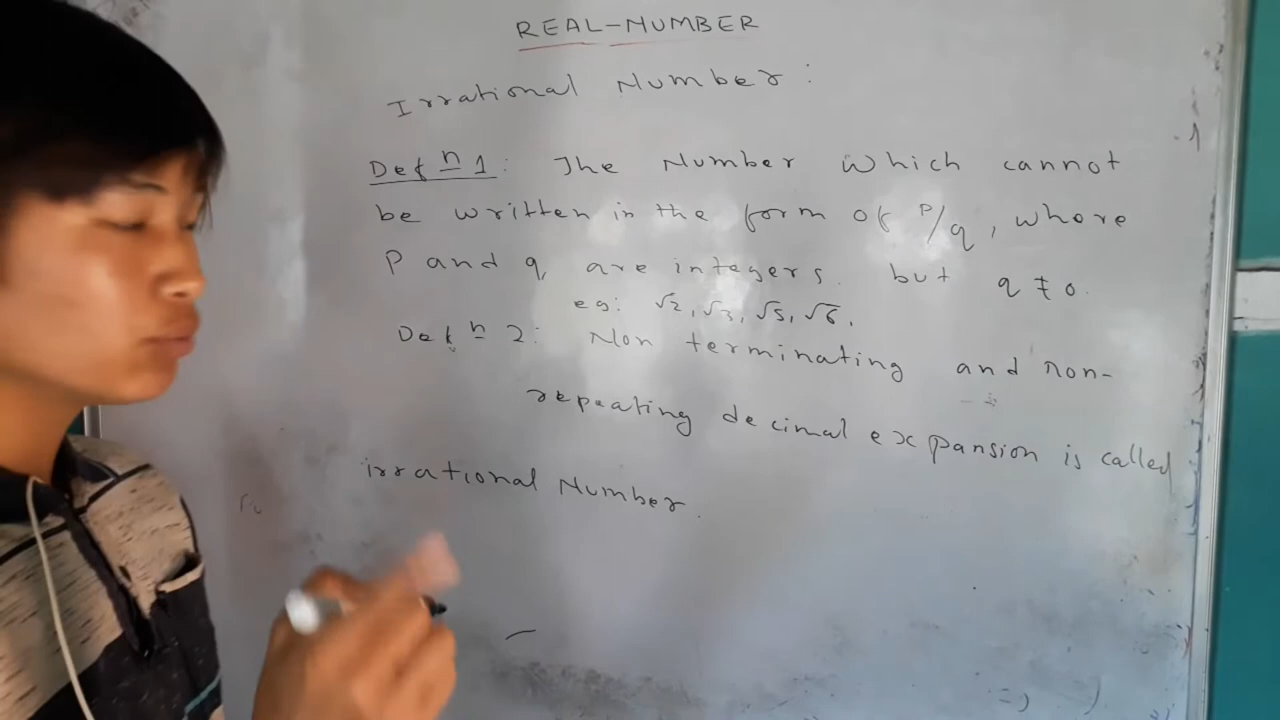 REAL-NUMBER
Irrational Number:
Defn 1: The Number which cannot
be written in the form of P/q, where
P and q are integers but q ≠ 0.
eg: √2, √3, √5, √6,
Defn 2: Non terminating and non-
repeating decimal expansion is called
irrational Number.